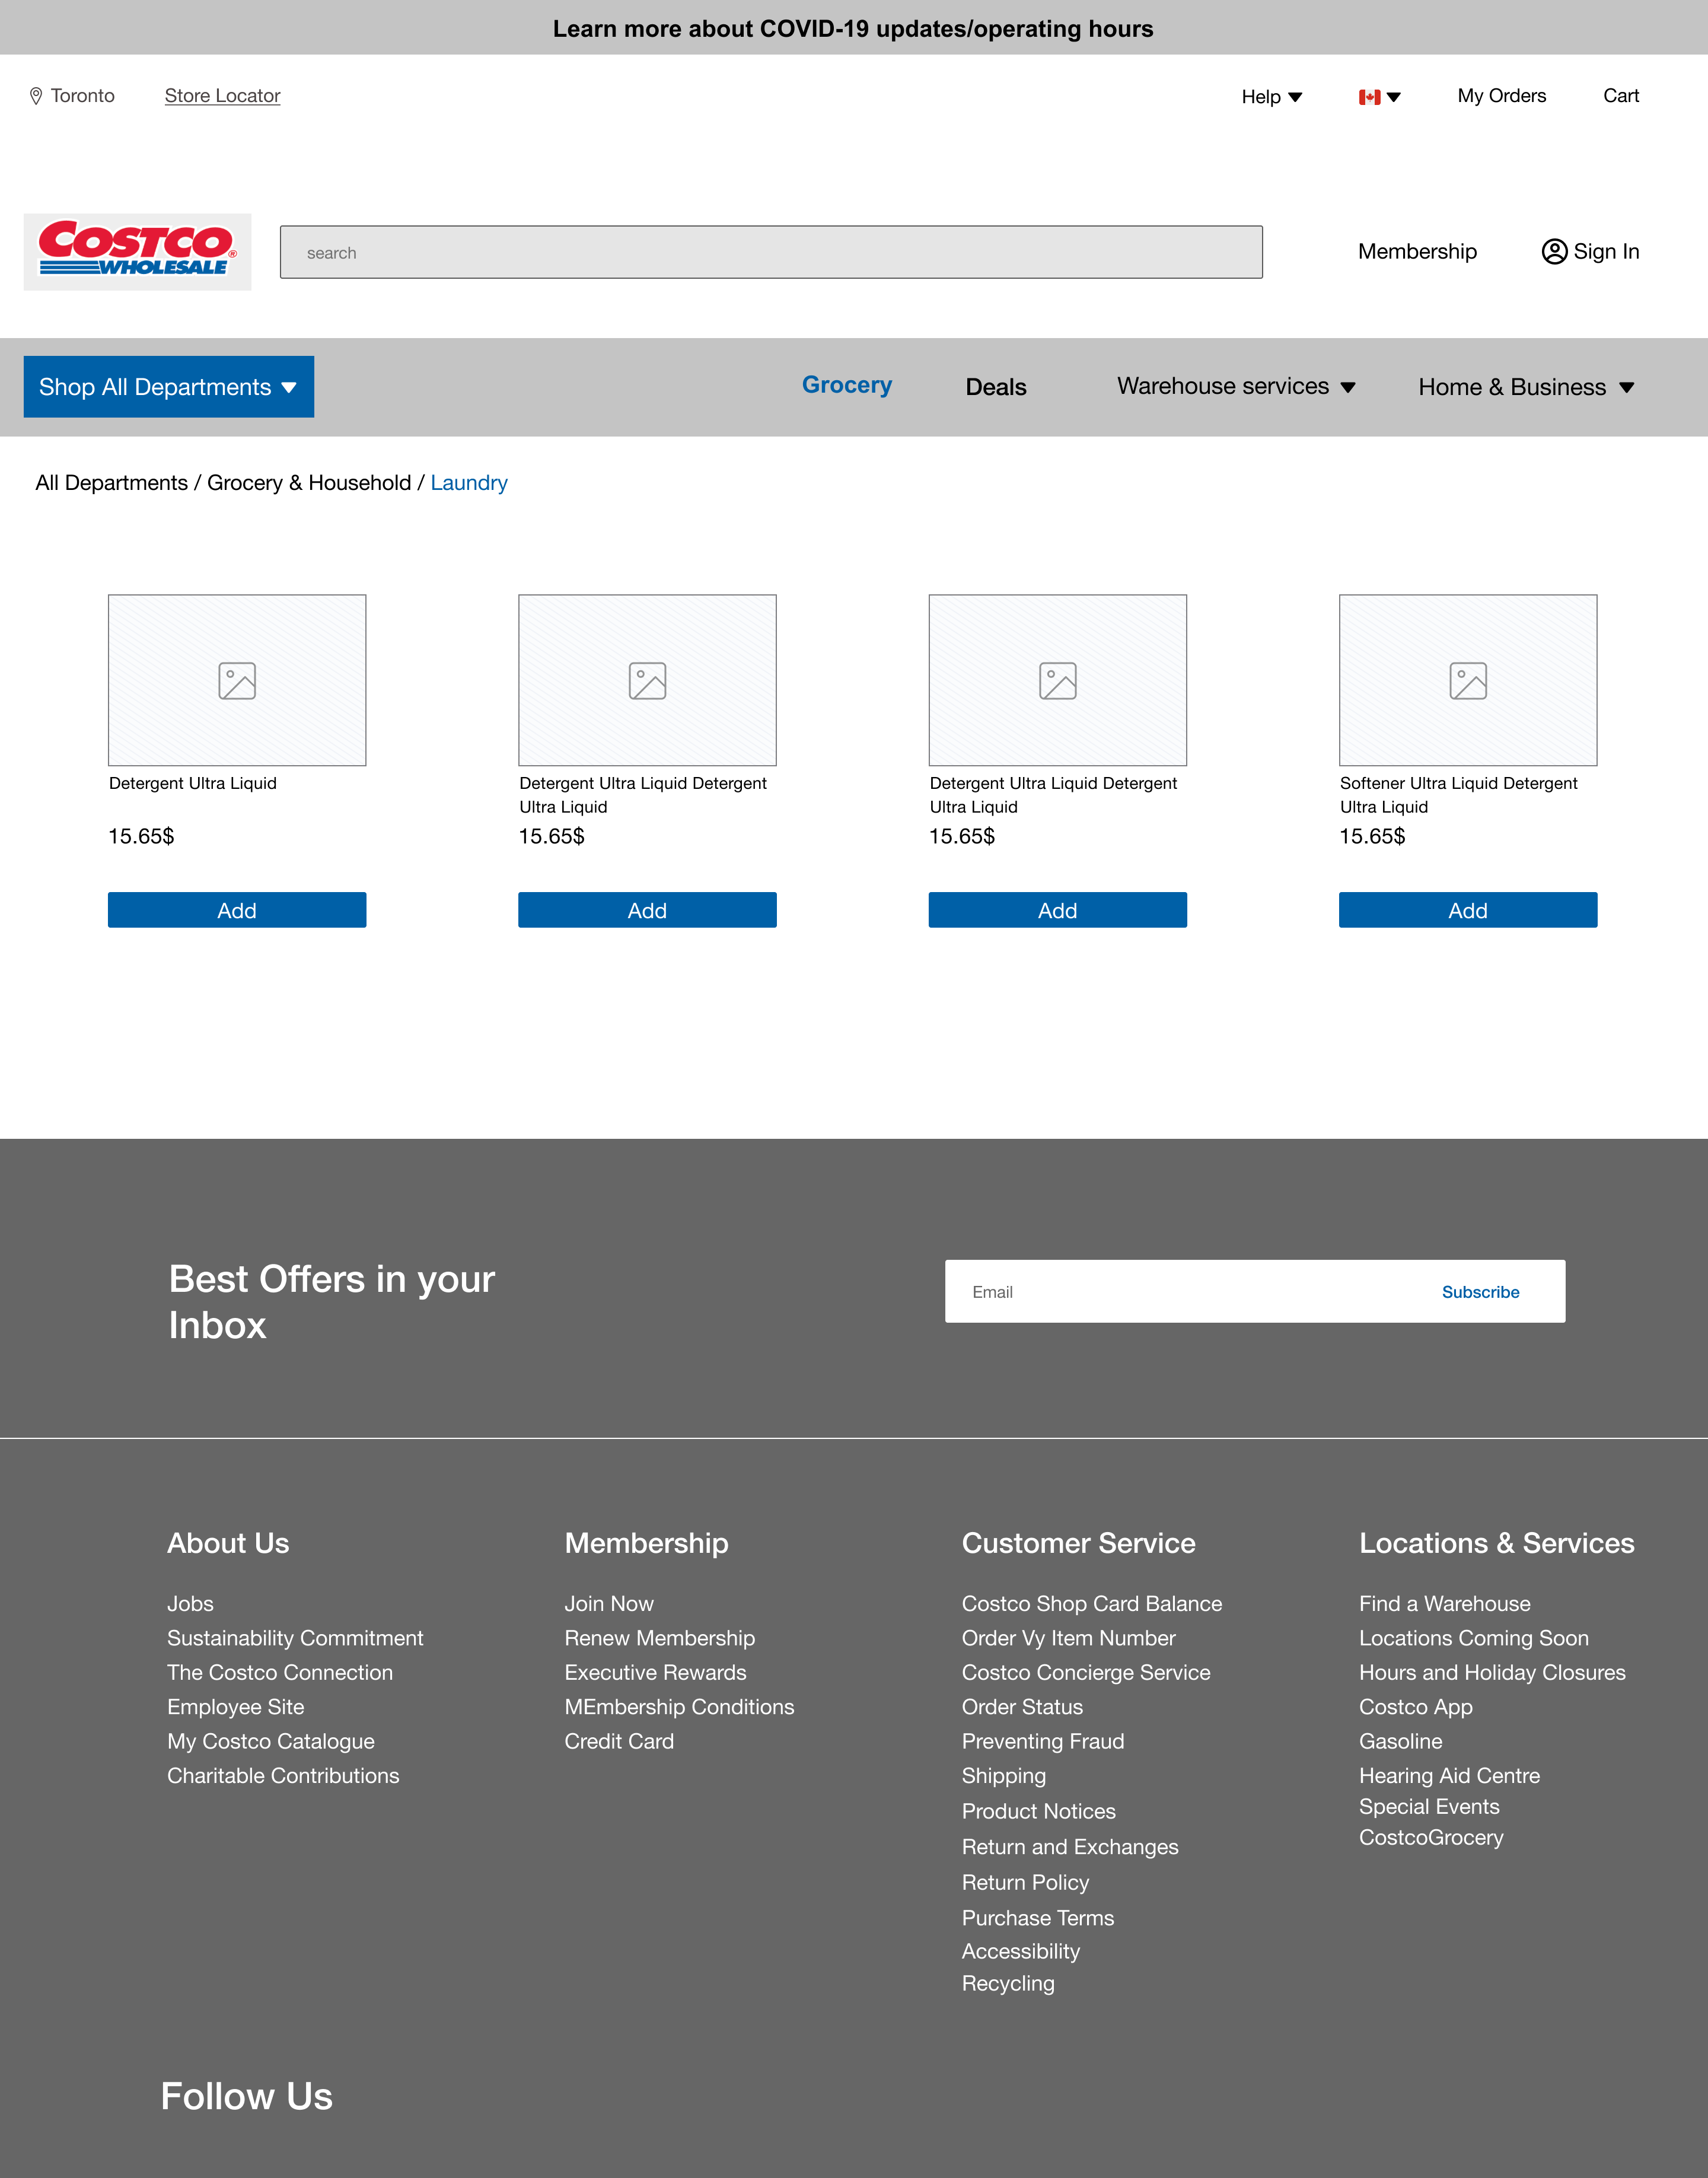 Learn more about COVID-19 updates/operating hours
Toronto
Store Locator
Help
My Orders
Cart
COSTCO®
WHOLESALE
search
Membership
Sign In
Shop All Departments
Grocery
Deals
Warehouse services
Home & Business
All Departments / Grocery & Household / Laundry
Detergent Ultra Liquid
15.65$
Add
Detergent Ultra Liquid Detergent
Ultra Liquid
15.65$
Add
Detergent Ultra Liquid Detergent
Ultra Liquid
15.65$
Add
Softener Ultra Liquid Detergent
Ultra Liquid
15.65$
Add
Best Offers in your
Inbox
Email
Subscribe
About Us
Jobs
Sustainability Commitment
The Costco Connection
Employee Site
My Costco Catalogue
Charitable Contributions
Membership
Join Now
Renew Membership
Executive Rewards
MEmbership Conditions
Credit Card
Customer Service
Costco Shop Card Balance
Order Vy Item Number
Costco Concierge Service
Order Status
Preventing Fraud
Shipping
Product Notices
Return and Exchanges
Return Policy
Purchase Terms
Accessibility
Recycling
Locations & Services
Find a Warehouse
Locations Coming Soon
Hours and Holiday Closures
Costco App
Gasoline
Hearing Aid Centre
Special Events
CostcoGrocery
Follow Us